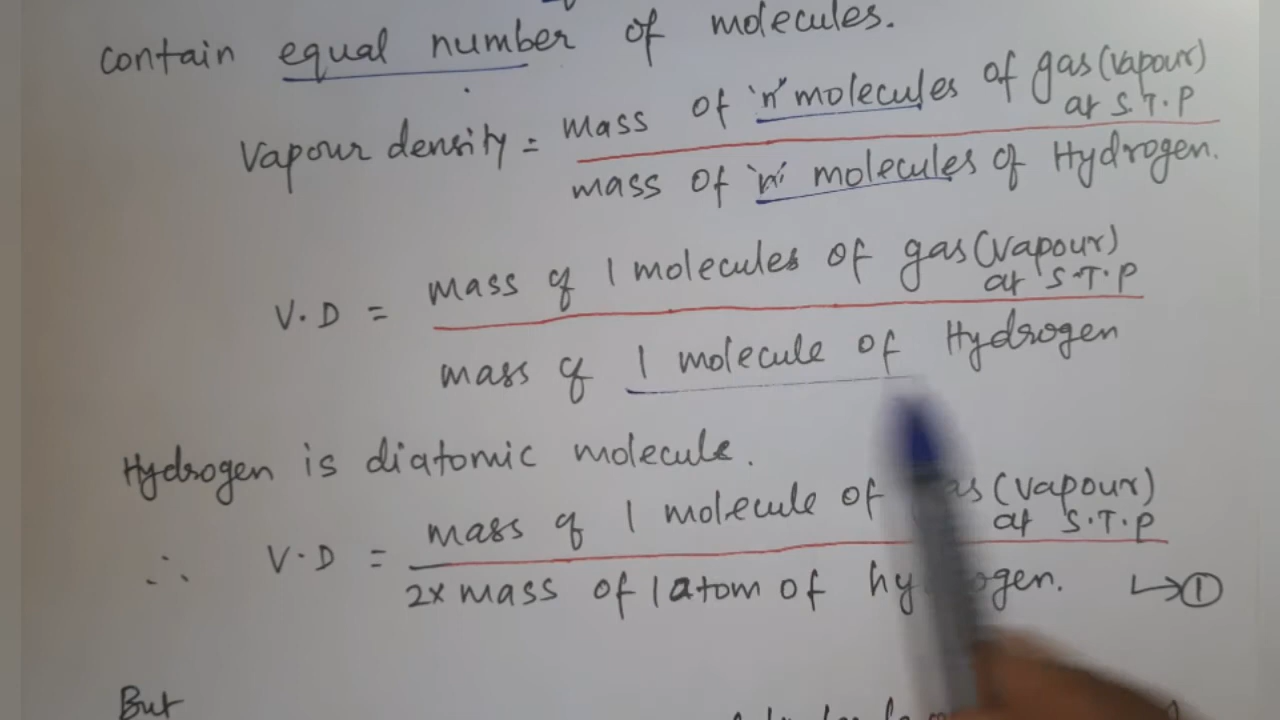 contain equal number of molecules.
Vapour density = mass of 'n' molecules of gas (vapour)
at S.T.P
mass of 'n' molecules of Hydrogen.
V.D = mass of 1 molecules of gas (vapour)
at S.T.P
mass of 1 molecule of Hydrogen
Hydrogen is diatomic molecule.
∴ V.D = mass of 1 molecule of gas (vapour)
at S.T.P
2x mass of 1 atom of hydrogen. ↳①
But